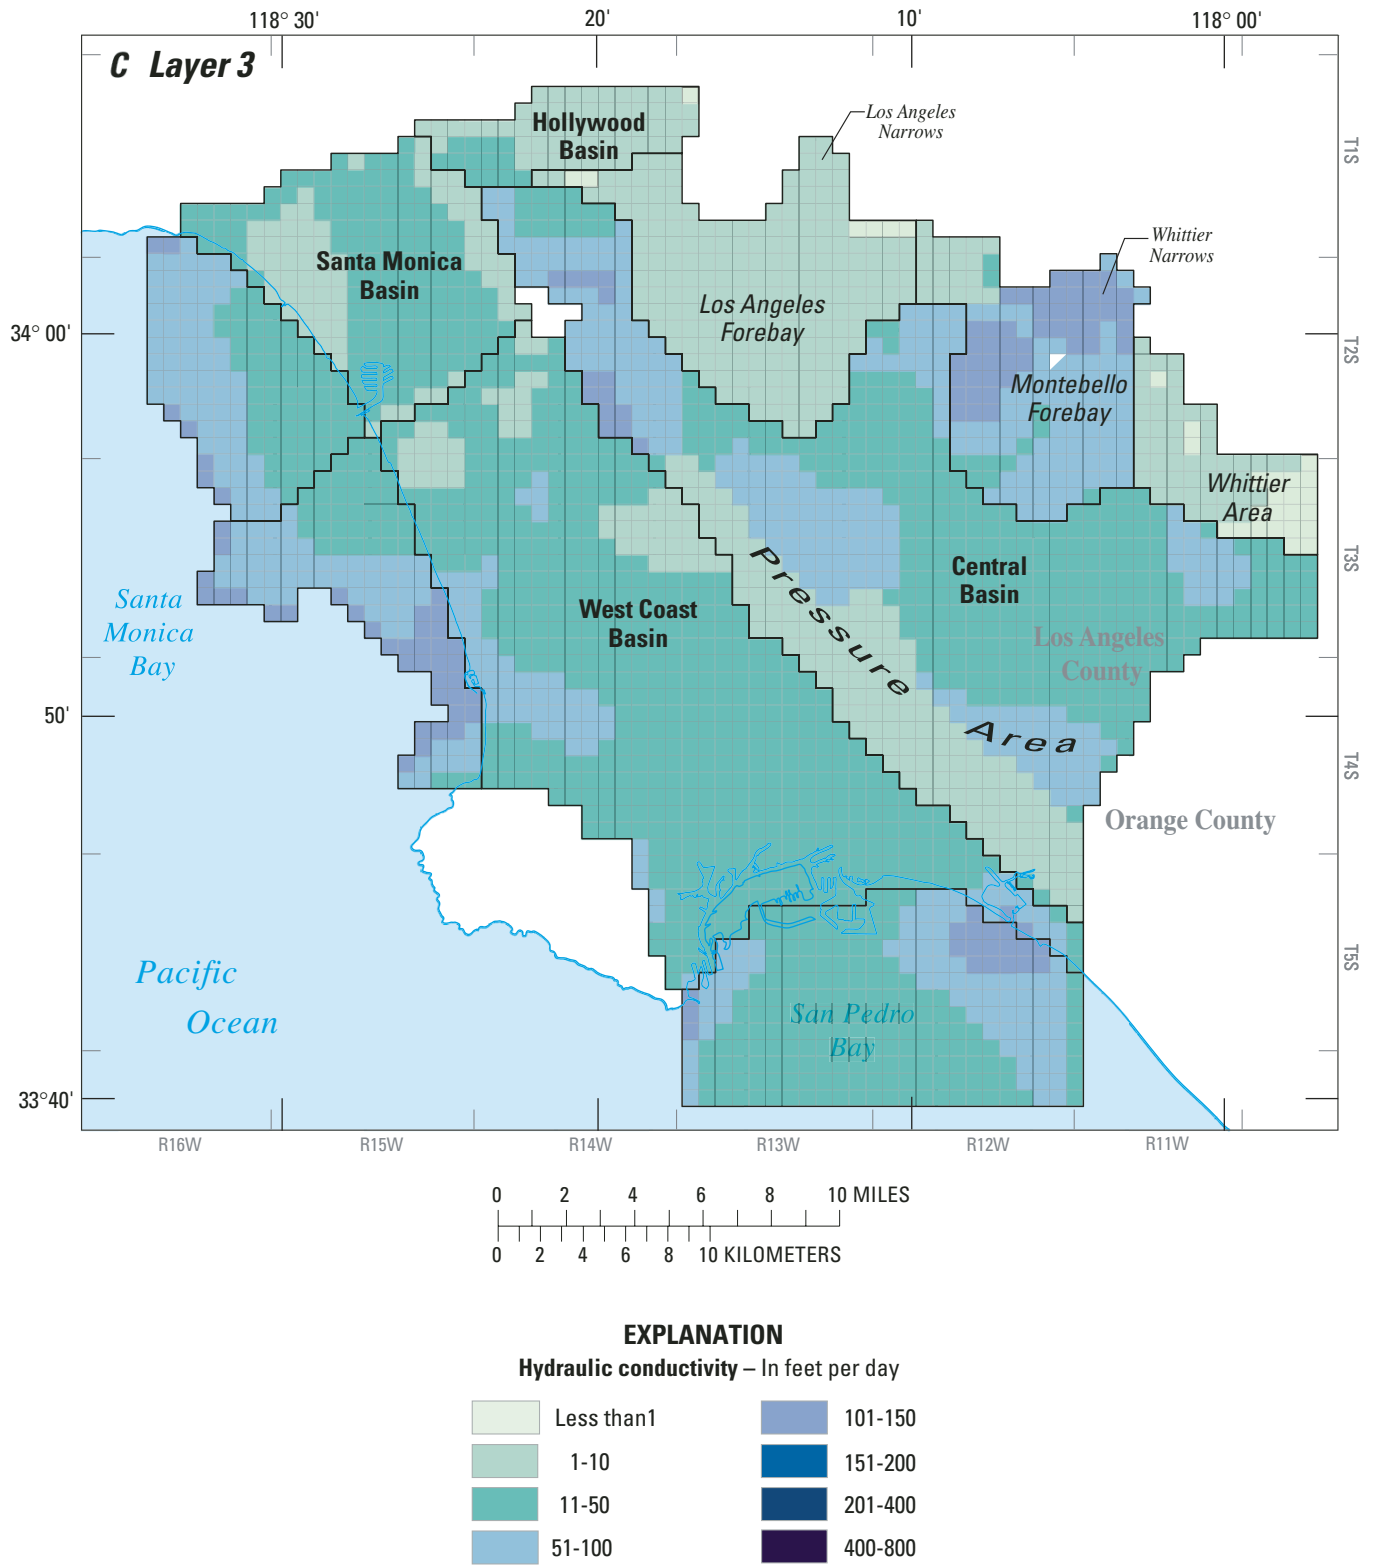 118° 30'
20'
10'
118° 00'
C Layer 3
Hollywood
Basin
Los Angeles
Narrows
T1S
Whittier
Narrows
Santa Monica
Basin
Los Angeles
Forebay
34° 00'
T2S
Montebello
Forebay
Whittier
Area
T3S
Pressure
Central
Basin
Santa
Monica
Bay
West Coast
Basin
Los Angeles
County
50'
Area
T4S
Orange County
Pacific
Ocean
T5S
San Pedro
Bay
33°40'
R16W
R15W
R14W
R13W
R12W
R11W
0 2 4 6 8 10 MILES
0 2 4 6 8 10 KILOMETERS
EXPLANATION
Hydraulic conductivity – In feet per day
Less than1
1-10
11-50
51-100
101-150
151-200
201-400
400-800